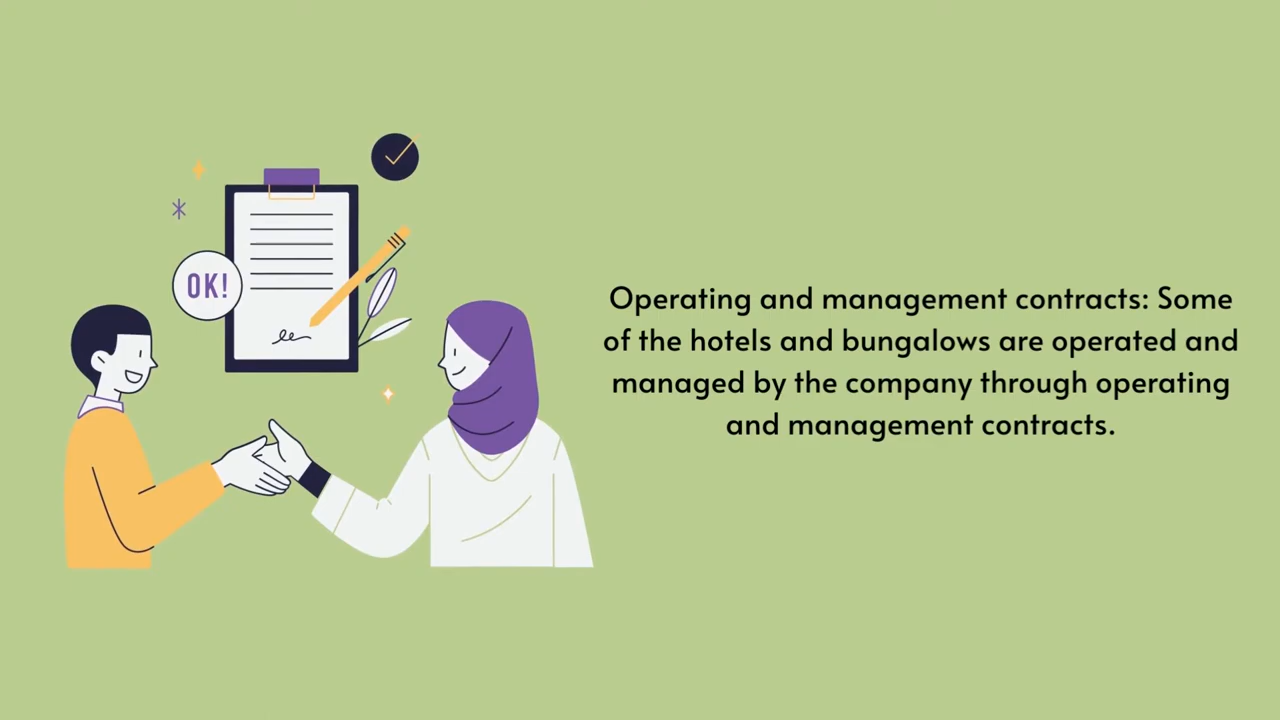 OK!
Operating and management contracts: Some
of the hotels and bungalows are operated and
managed by the company through operating
and management contracts.